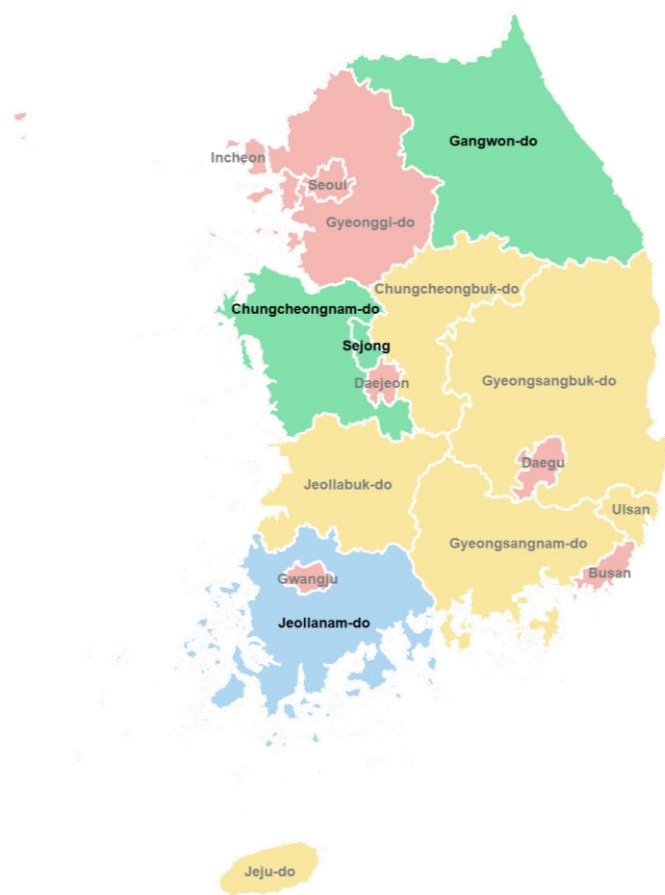 Gangwon-do
Incheon
Seoul
Gyeonggi-do
Chungcheongbuk-do
Chungcheongnam-do
Sejong
Daejeon
Gyeongsangbuk-do
Daegu
Jeollabuk-do
Ulsan
Gyeongsangnam-do
Busan
Gwangju
Jeollanam-do
Jeju-do